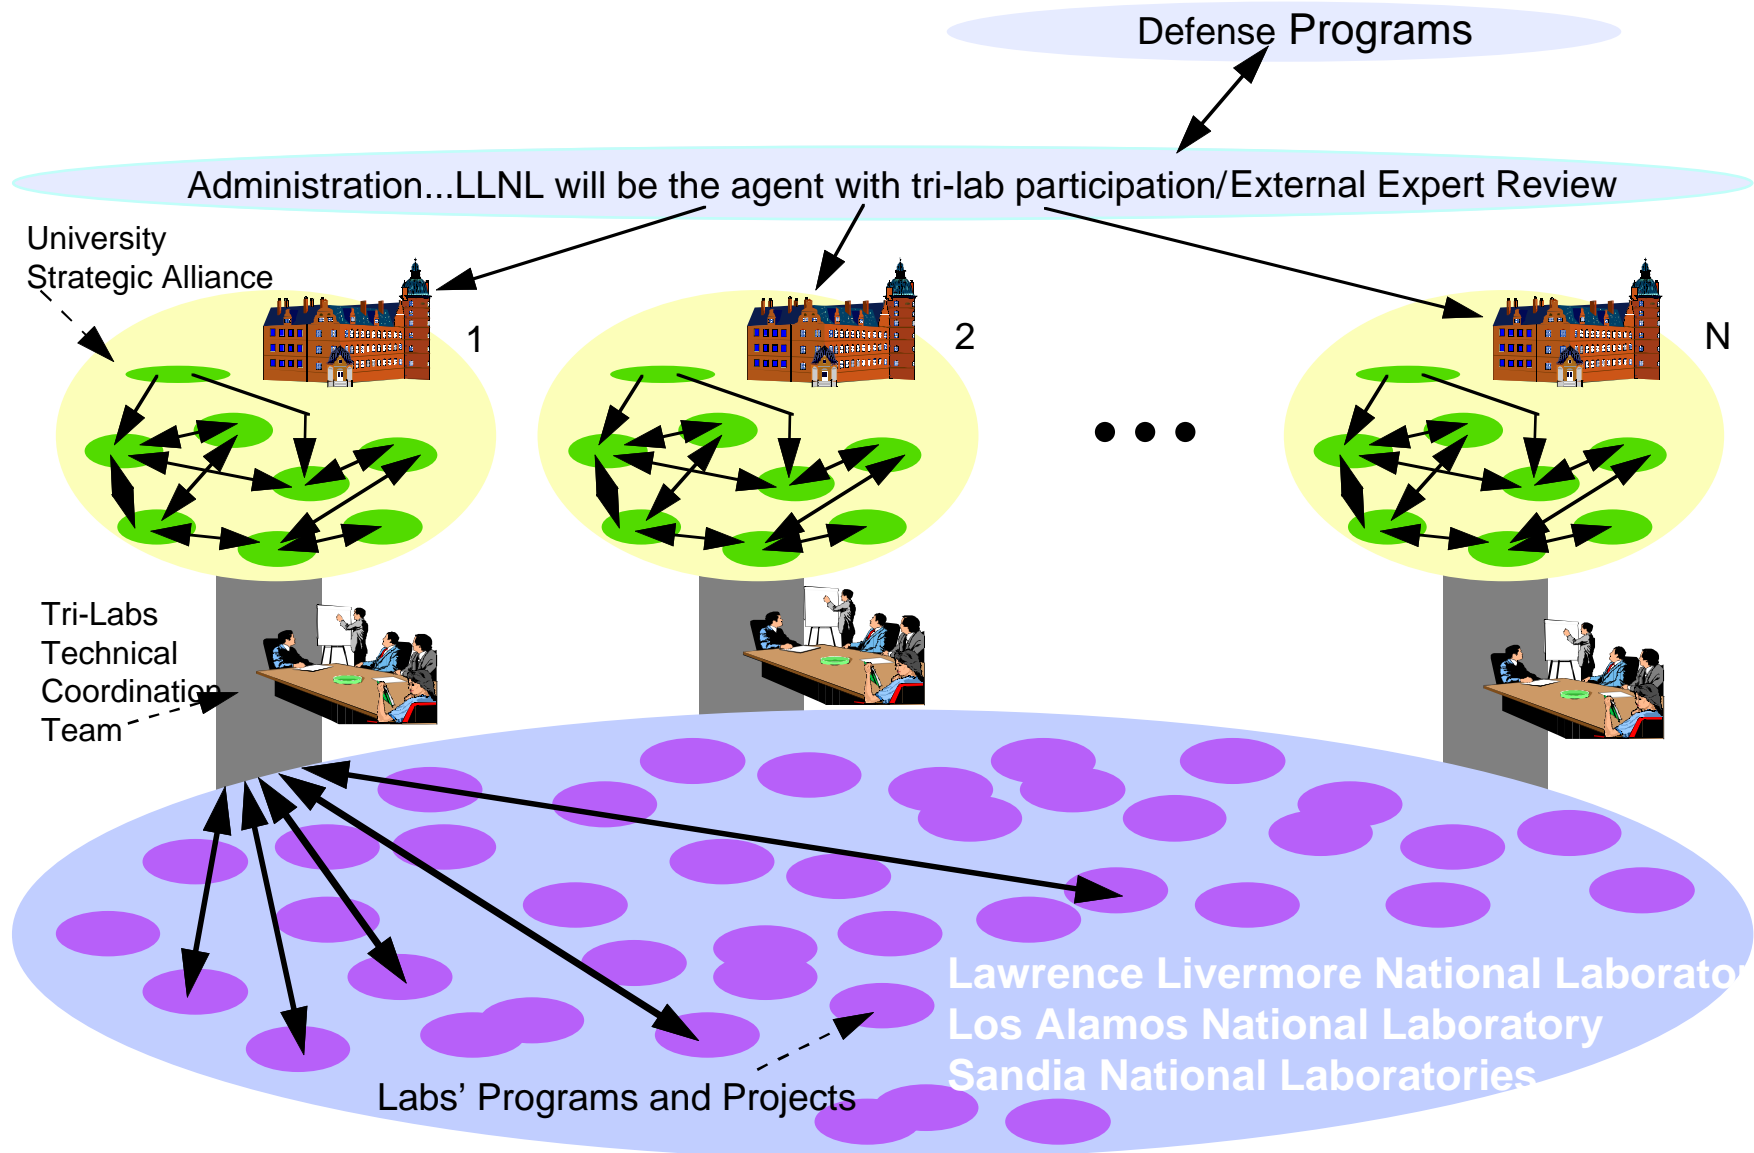 Defense Programs
Administration...LLNL will be the agent with tri-lab participation/External Expert Review
University
Strategic Alliance
1
2
N
Tri-Labs
Technical
Coordination
Team
Lawrence Livermore National Laborato
Los Alamos National Laboratory
Sandia National Laboratories
Labs’ Programs and Projects